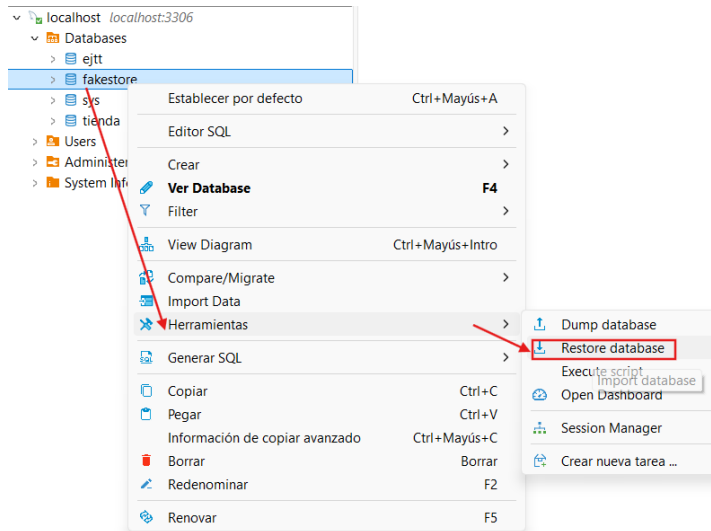 localhost localhost:3306
Databases
ejtt
fakestore
sys
tienda
Users
Administer
System Info
Establecer por defecto Ctrl+Mayús+A
Editor SQL
Crear
Ver Database F4
Filter
View Diagram Ctrl+Mayús+Intro
Compare/Migrate
Import Data
Herramientas
Generar SQL
Copiar Ctrl+C
Pegar Ctrl+V
Información de copiar avanzado Ctrl+Mayús+C
Borrar Borrar
Redenominar F2
Renovar F5
Dump database
Restore database
Execute script
Import database
Open Dashboard
Session Manager
Crear nueva tarea ...